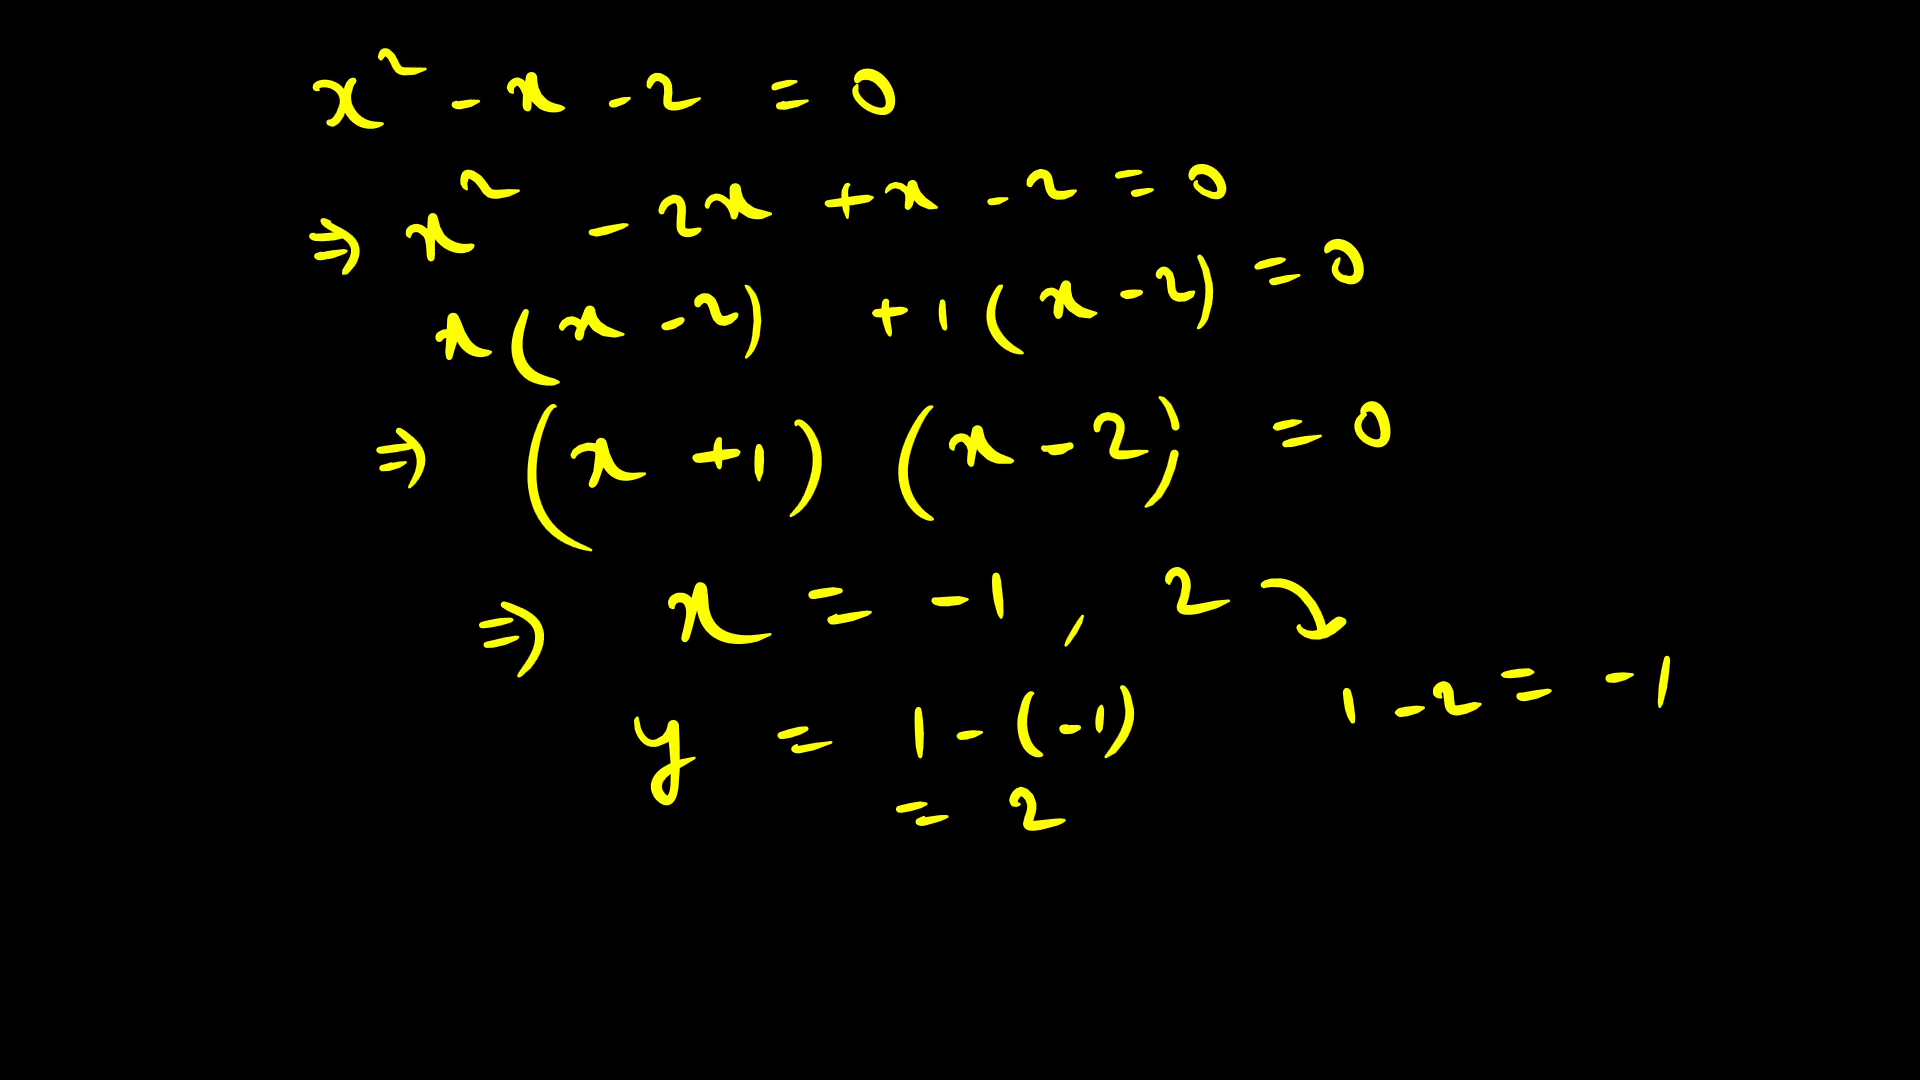 x² - x - 2 = 0
⇒ x² - 2x + x - 2 = 0
x(x - 2) + 1(x - 2) = 0
⇒ (x + 1) (x - 2) = 0
⇒ x = -1, 2 ↷
y = 1 - (-1) 1 - 2 = -1
= 2